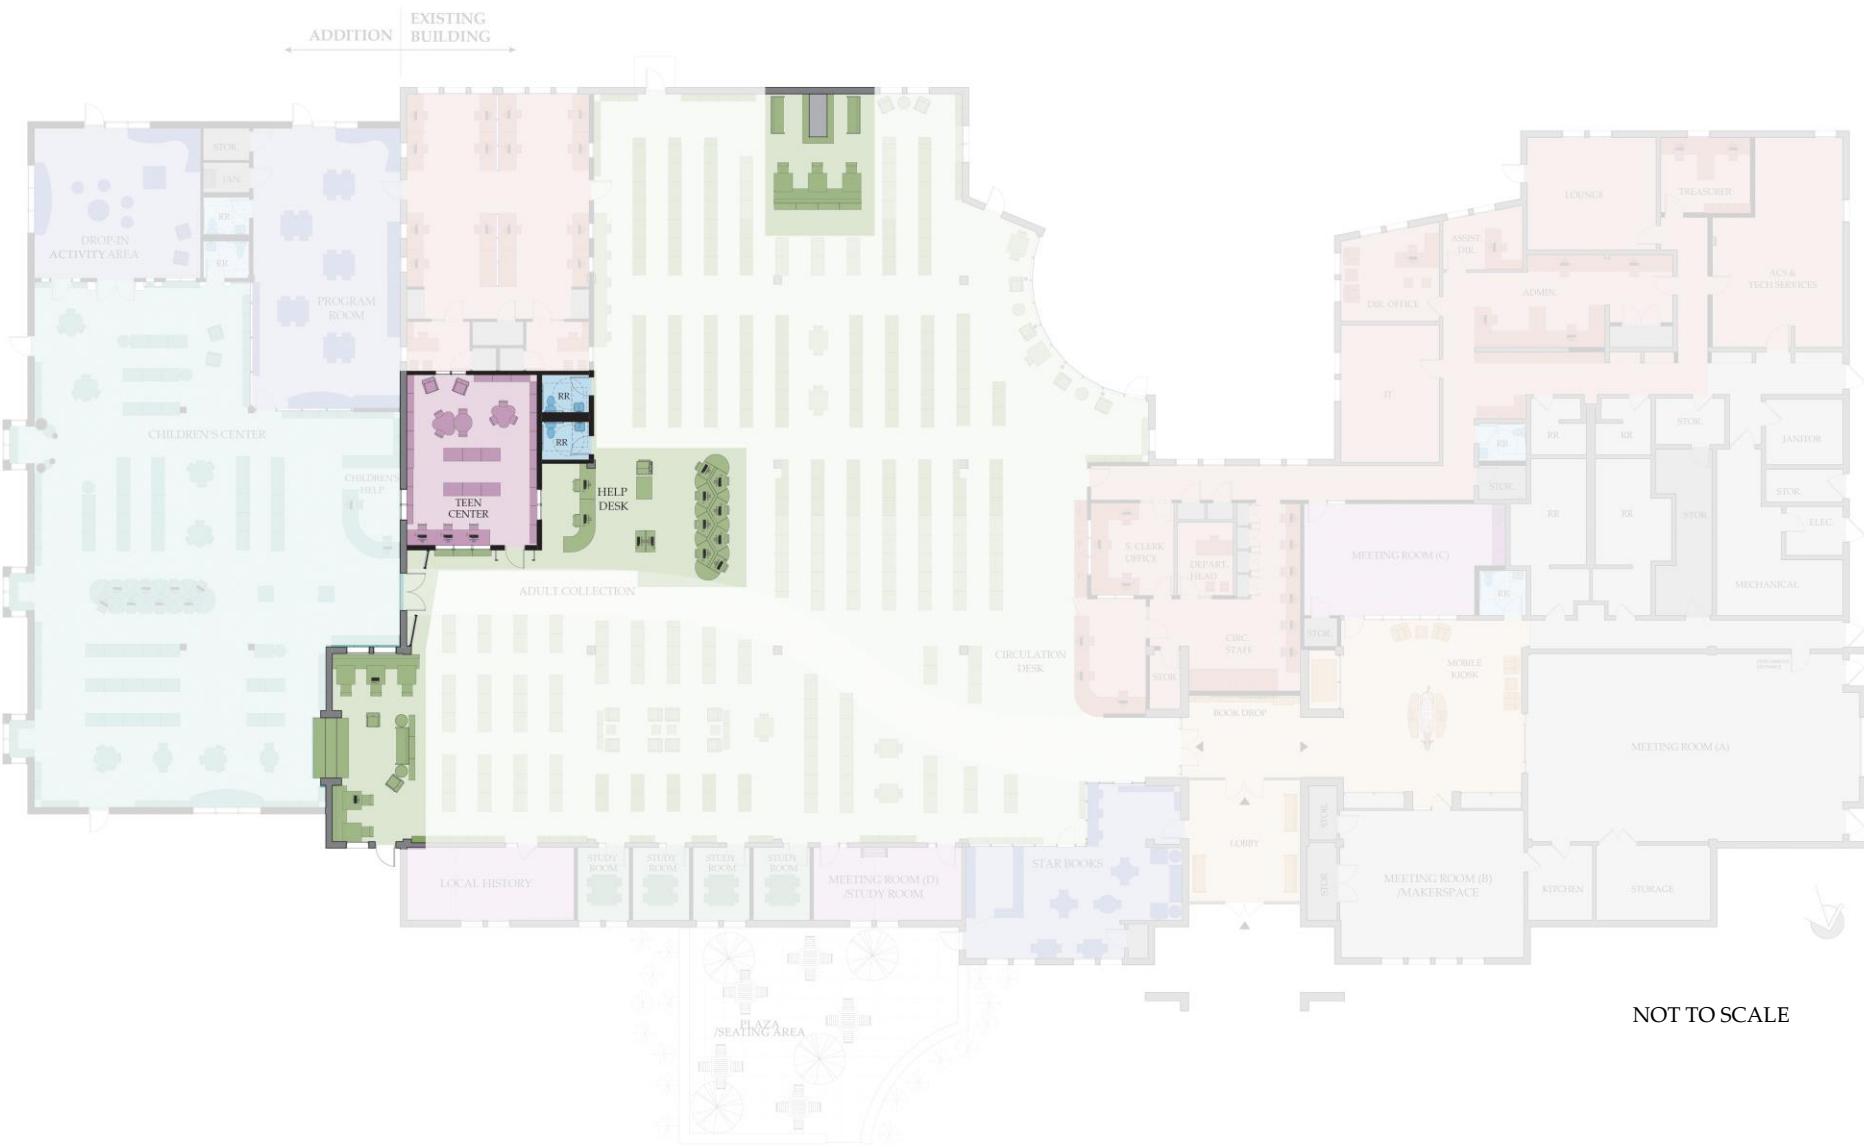 EXISTING
BUILDING
ADDITION
STOR.
JAN.
RR
RR
DROP-IN
ACTIVITY AREA
PROGRAM
ROOM
CHILDREN'S CENTER
CHILDREN'S
HELP
RR
RR
TEEN
CENTER
HELP
DESK
ADULT COLLECTION
CIRCULATION
DESK
LOUNGE
TREASURER
ASSIST.
DIR.
DIR. OFFICE
ADMIN.
ACS &
TECH SERVICES
IT
RR
RR
RR
STOR.
JANITOR
STOR.
STOR.
STOR.
ELEC.
RR
RR
MECHANICAL
S. CLERK
OFFICE
DEPART.
HEAD
MEETING ROOM (C)
RR
CIRC.
STAFF
STOR.
STOR.
MOBILE
KIOSK
BOOK DROP
MEETING ROOM (A)
LOBBY
STOR.
STOR.
MEETING ROOM (B)
/MAKERSPACE
KITCHEN
STORAGE
LOCAL HISTORY
STUDY
ROOM
STUDY
ROOM
STUDY
ROOM
STUDY
ROOM
MEETING ROOM (D)
/STUDY ROOM
STAR BOOKS
PLAZA
/SEATING AREA
NOT TO SCALE